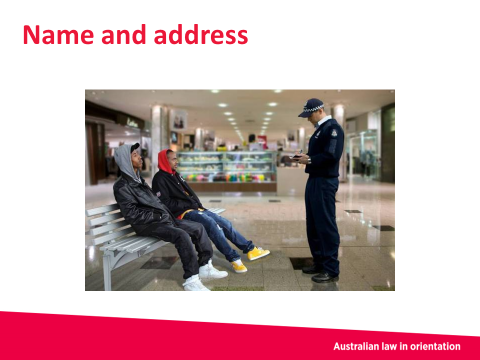 Name and address
Australian law in orientation